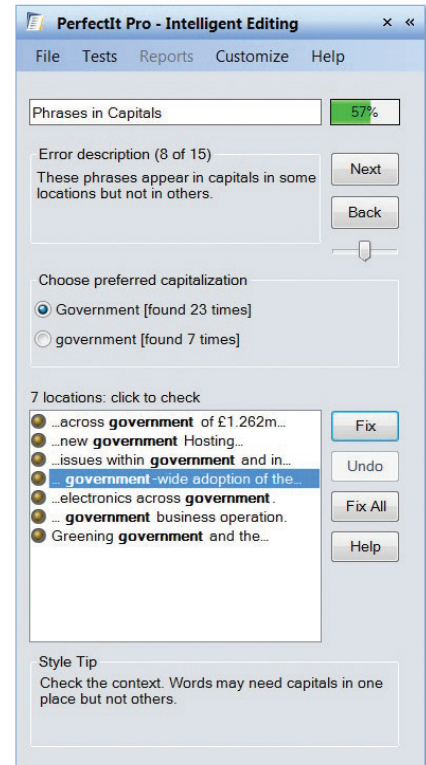 PerfectIt Pro - Intelligent Editing × «
File Tests Reports Customize Help
Phrases in Capitals 57%
Error description (8 of 15)
These phrases appear in capitals in some
locations but not in others.
Next
Back
Choose preferred capitalization
Government [found 23 times]
government [found 7 times]
7 locations: click to check
...across government of £1.262m...
...new government Hosting...
...issues within government and in...
... government-wide adoption of the...
...electronics across government.
... government business operation.
Greening government and the...
Fix
Undo
Fix All
Help
Style Tip
Check the context. Words may need capitals in one
place but not others.